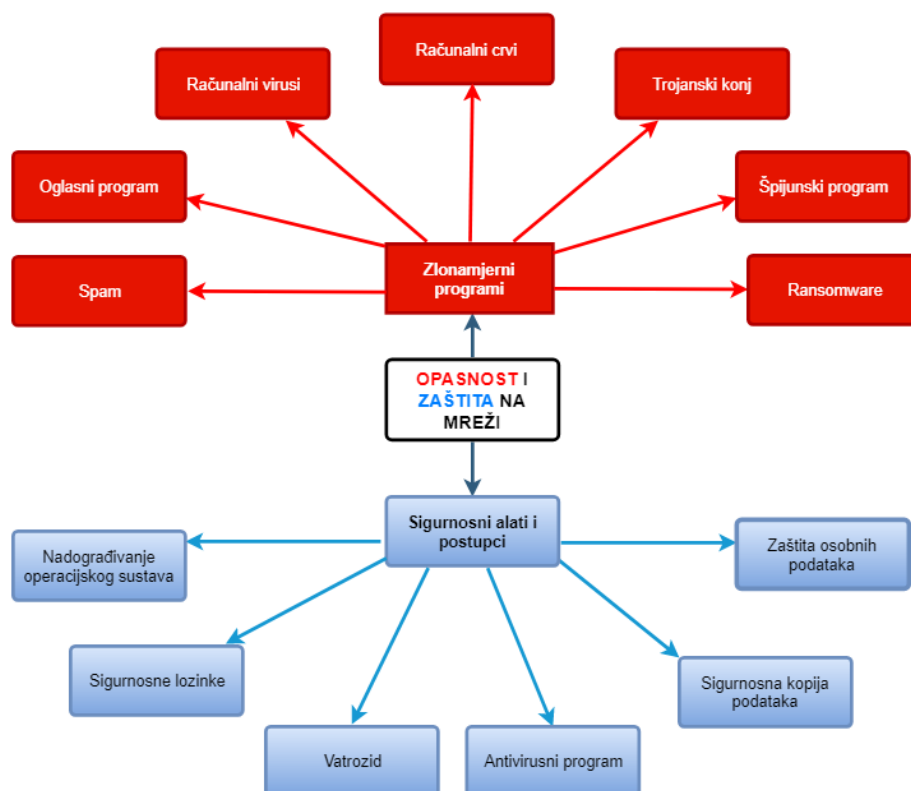 Računalni crvi
Računalni virusi
Trojanski konj
Oglasni program
Špijunski program
Zlonamjerni
programi
Spam
Ransomware
OPASNOST I
ZAŠTITA NA
MREŽI
Sigurnosni alati i
postupci
Nadograđivanje
operacijskog sustava
Zaštita osobnih
podataka
Sigurnosne lozinke
Sigurnosna kopija
podataka
Vatrozid
Antivirusni program